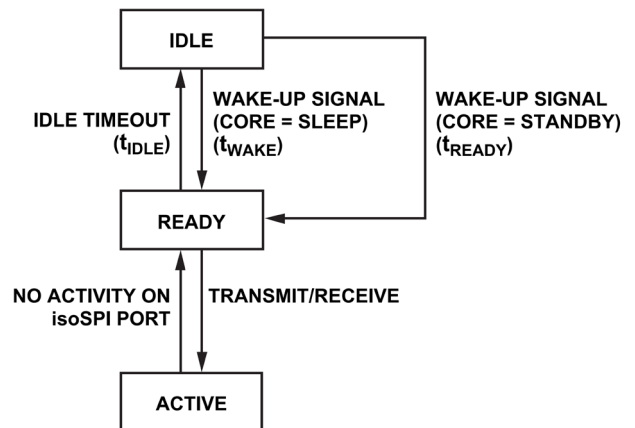 IDLE
IDLE TIMEOUT
(tIDLE)
WAKE-UP SIGNAL
(CORE = SLEEP)
(tWAKE)
WAKE-UP SIGNAL
(CORE = STANDBY)
(tREADY)
READY
NO ACTIVITY ON
isoSPI PORT
TRANSMIT/RECEIVE
ACTIVE